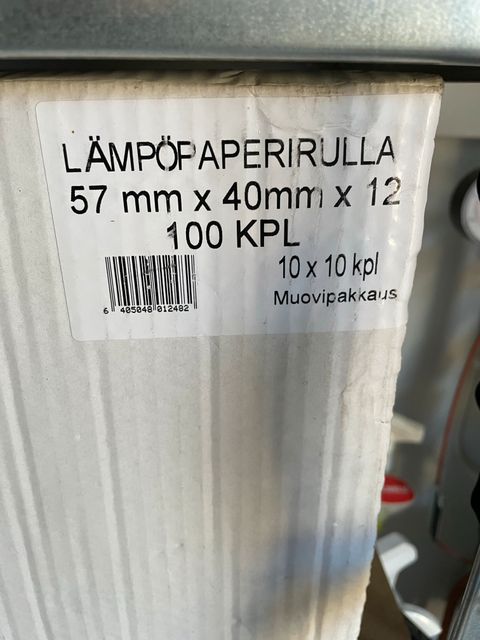 LÄMPÖPAPERIRULLA
57 mm x 40mm x 12
100 KPL
10 x 10 kpl
Muovipakkaus
6 405048 012482